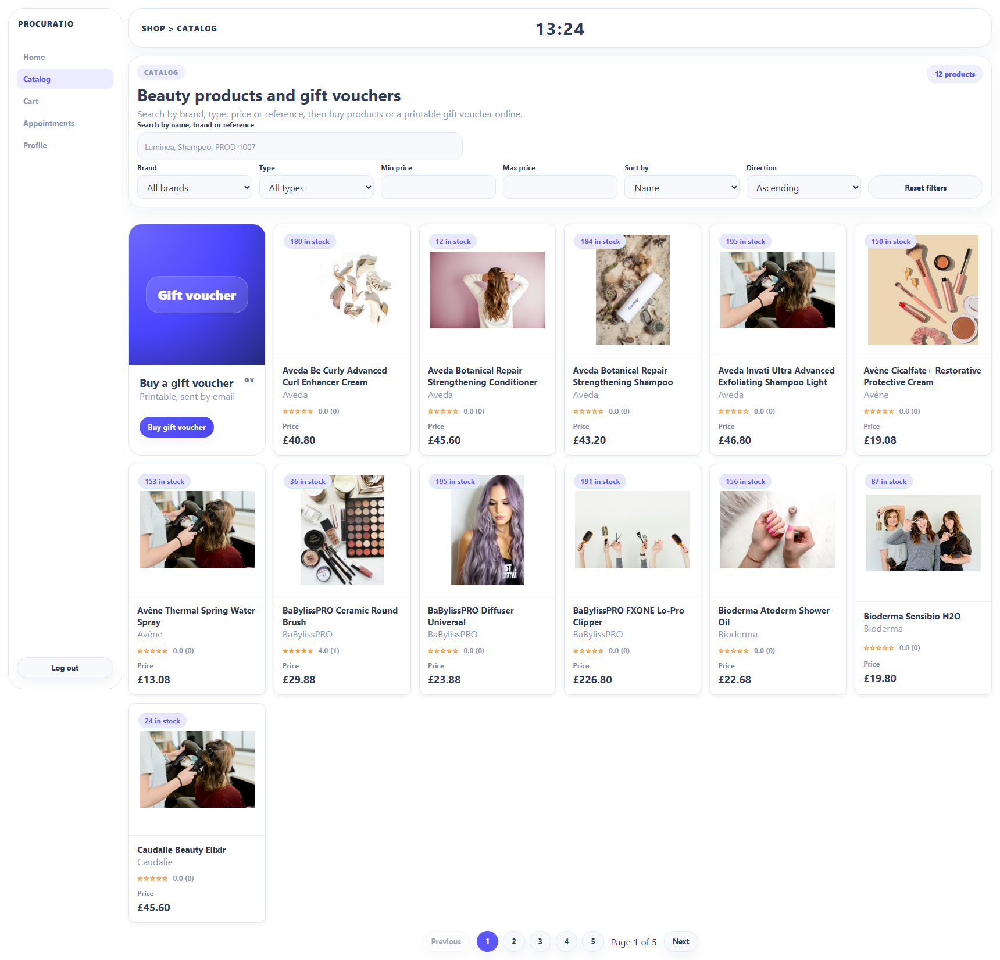 PROCURATIO
Home
Catalog
Cart
Appointments
Profile
Log out
SHOP > CATALOG
13:24
CATALOG
12 products
Beauty products and gift vouchers
Search by brand, type, price or reference, then buy products or a printable gift voucher online.
Search by name, brand or reference
Luminea, Shampoo, PROD-1007
Brand
Type
Min price
Max price
Sort by
Direction
All brands
All types
Name
Ascending
Reset filters
Gift voucher
Buy a gift voucher
GV
Printable, sent by email
Buy gift voucher
180 in stock
Aveda Be Curly Advanced
Curl Enhancer Cream
Aveda
☆☆☆☆☆ 0.0 (0)
Price
£40.80
12 in stock
Aveda Botanical Repair
Strengthening Conditioner
Aveda
☆☆☆☆☆ 0.0 (0)
Price
£45.60
184 in stock
Curology
Aveda Botanical Repair
Strengthening Shampoo
Aveda
☆☆☆☆☆ 0.0 (0)
Price
£43.20
195 in stock
Aveda Invati Ultra Advanced
Exfoliating Shampoo Light
Aveda
☆☆☆☆☆ 0.0 (0)
Price
£46.80
150 in stock
Avène Cicalfate+ Restorative
Protective Cream
Avène
☆☆☆☆☆ 0.0 (0)
Price
£19.08
153 in stock
Avène Thermal Spring Water
Spray
Avène
☆☆☆☆☆ 0.0 (0)
Price
£13.08
36 in stock
BaBylissPRO Ceramic Round
Brush
BaBylissPRO
★★★★☆ 4.0 (1)
Price
£29.88
195 in stock
BaBylissPRO Diffuser
Universal
BaBylissPRO
☆☆☆☆☆ 0.0 (0)
Price
£23.88
191 in stock
BaBylissPRO FXONE Lo-Pro
Clipper
BaBylissPRO
☆☆☆☆☆ 0.0 (0)
Price
£226.80
156 in stock
Bioderma Atoderm Shower
Oil
Bioderma
☆☆☆☆☆ 0.0 (0)
Price
£22.68
87 in stock
Bioderma Sensibio H2O
Bioderma
☆☆☆☆☆ 0.0 (0)
Price
£19.80
24 in stock
Caudalie Beauty Elixir
Caudalie
☆☆☆☆☆ 0.0 (0)
Price
£45.60
Previous
1
2
3
4
5
Page 1 of 5
Next